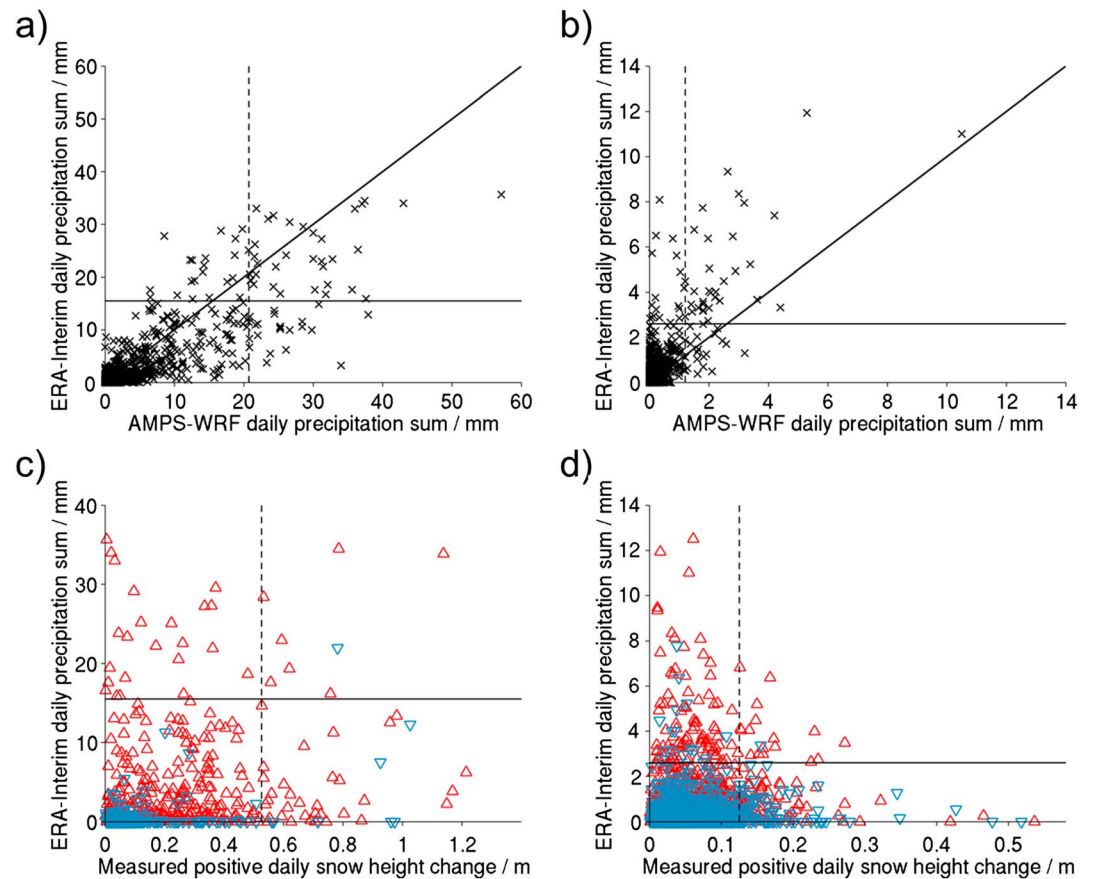 a)
ERA-Interim daily precipitation sum / mm
60
50
40
30
20
10
0
0 10 20 30 40 50 60
AMPS-WRF daily precipitation sum / mm
b)
ERA-Interim daily precipitation sum / mm
14
12
10
8
6
4
2
0
0 2 4 6 8 10 12 14
AMPS-WRF daily precipitation sum / mm
c)
ERA-Interim daily precipitation sum / mm
40
30
20
10
0
0 0.2 0.4 0.6 0.8 1 1.2
Measured positive daily snow height change / m
d)
ERA-Interim daily precipitation sum / mm
14
12
10
8
6
4
2
0
0 0.1 0.2 0.3 0.4 0.5
Measured positive daily snow height change / m